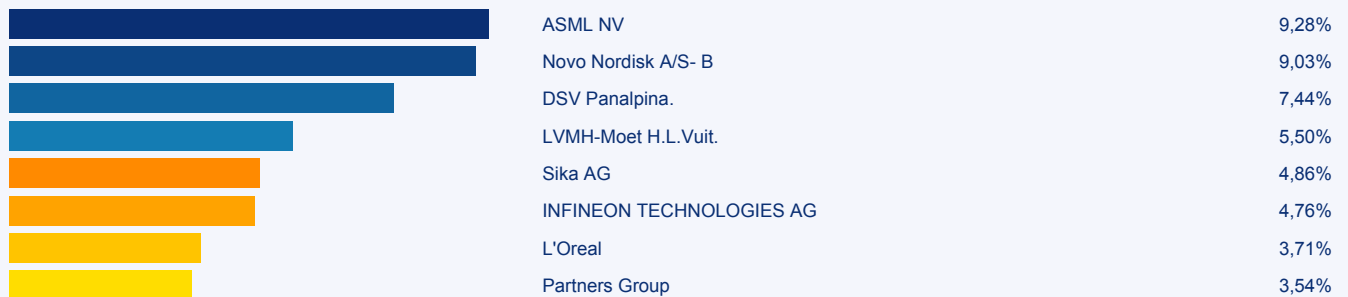 ASML NV 9,28%
Novo Nordisk A/S- B 9,03%
DSV Panalpina. 7,44%
LVMH-Moet H.L.Vuit. 5,50%
Sika AG 4,86%
INFINEON TECHNOLOGIES AG 4,76%
L'Oreal 3,71%
Partners Group 3,54%